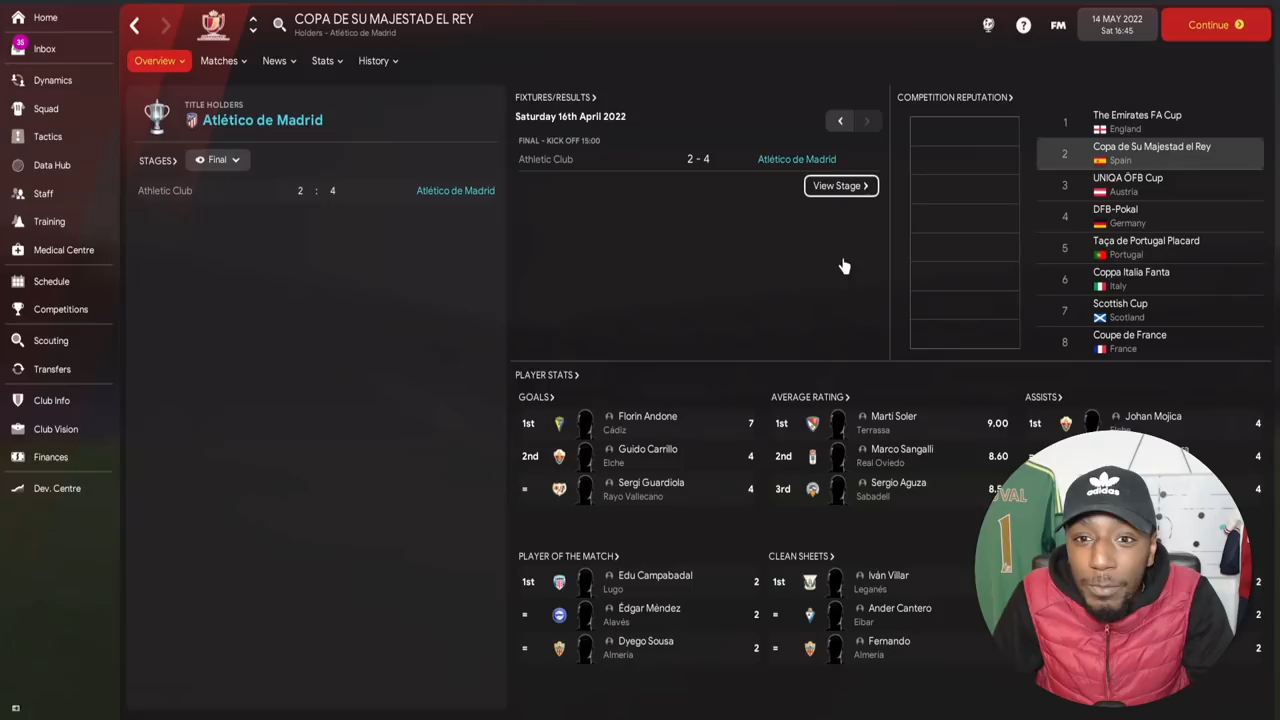 Home
35
Inbox
Dynamics
Squad
Tactics
Data Hub
Staff
Training
Medical Centre
Schedule
Competitions
Scouting
Transfers
Club Info
Club Vision
Finances
Dev. Centre
COPA DE SU MAJESTAD EL REY
Holders - Atlético de Madrid
?
FM
14 MAY 2022
Sat 16:45
Continue
Overview
Matches
News
Stats
History
TITLE HOLDERS
Atlético de Madrid
STAGES
Final
Athletic Club 2 : 4 Atlético de Madrid
FIXTURES/RESULTS
Saturday 16th April 2022
FINAL - KICK OFF 15:00
Athletic Club 2 - 4 Atlético de Madrid
View Stage
COMPETITION REPUTATION
1 The Emirates FA Cup
England
2 Copa de Su Majestad el Rey
Spain
3 UNIQA ÖFB Cup
Austria
4 DFB-Pokal
Germany
5 Taça de Portugal Placard
Portugal
6 Coppa Italia Fanta
Italy
7 Scottish Cup
Scotland
8 Coupe de France
France
PLAYER STATS
GOALS
1st Florin Andone 7
Cádiz
2nd Guido Carrillo 4
Elche
= Sergi Guardiola 4
Rayo Vallecano
AVERAGE RATING
1st Martí Soler 9.00
Terrassa
2nd Marco Sangalli 8.60
Real Oviedo
3rd Sergio Aguza
Sabadell
ASSISTS
1st Johan Mojica 4
Elche
4
4
PLAYER OF THE MATCH
1st Edu Campabadal 2
Lugo
= Édgar Méndez 2
Alavés
= Dyego Sousa 2
Almeria
CLEAN SHEETS
1st Iván Villar 2
Leganés
= Ander Cantero 2
Eibar
= Fernando 2
Almeria
1
adidas